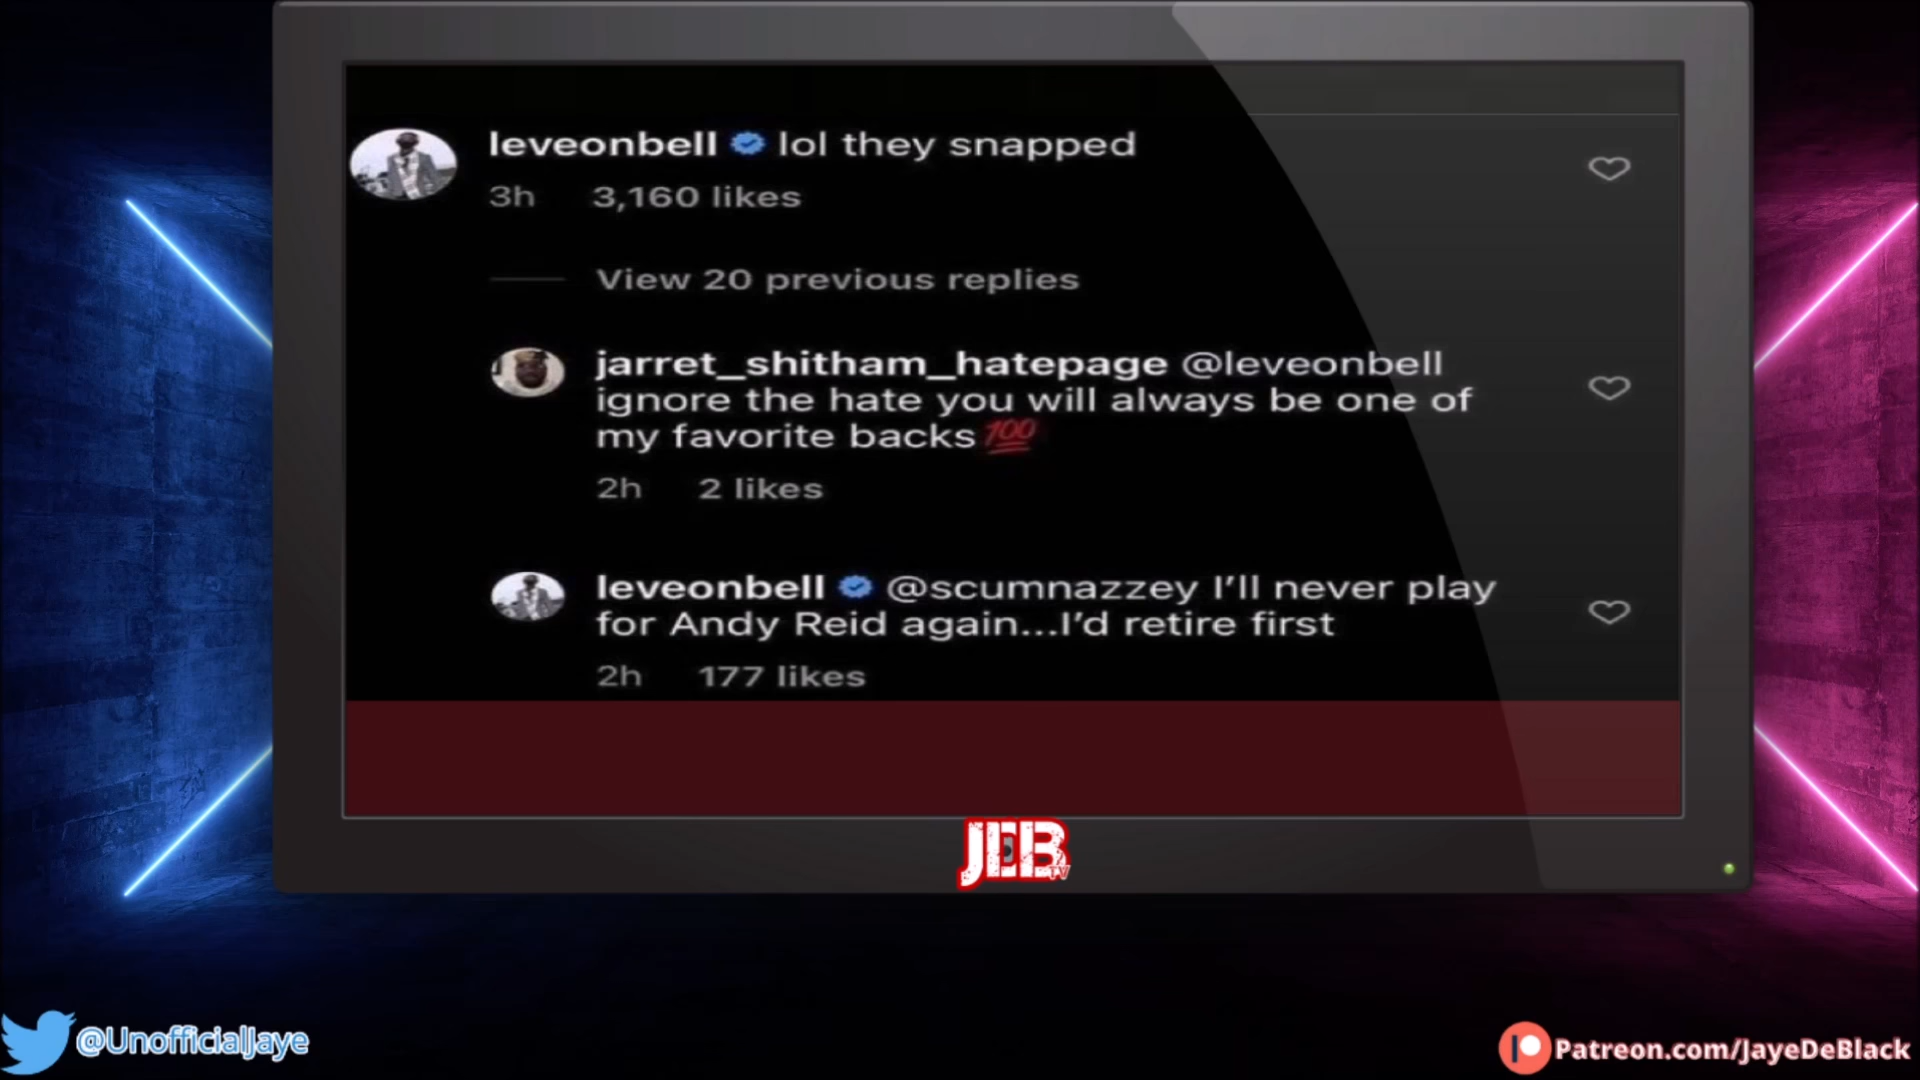 leveonbell lol they snapped
3h 3,160 likes
View 20 previous replies
jarret_shitham_hatepage @leveonbell
ignore the hate you will always be one of
my favorite backs💯
2h 2 likes
leveonbell @scumnazzey I'll never play
for Andy Reid again...I'd retire first
2h 177 likes
JEB
TV
@UnofficialJaye
Patreon.com/JayeDeBlack